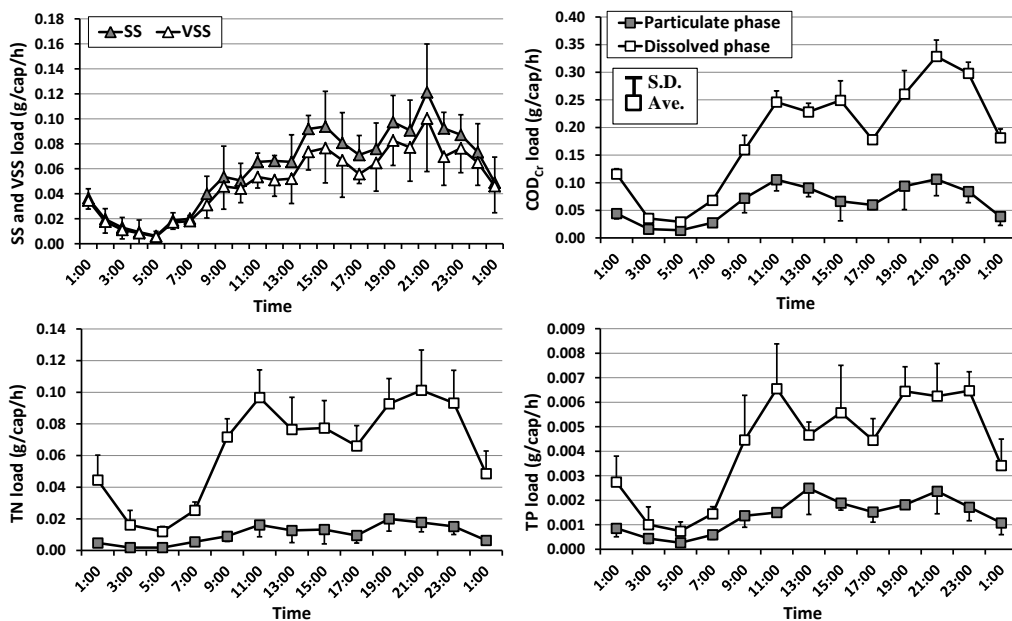 SS and VSS load (g/cap/h)
0.18
0.16
0.14
0.12
0.10
0.08
0.06
0.04
0.02
0.00
SS VSS
1:00 3:00 5:00 7:00 9:00 11:00 13:00 15:00 17:00 19:00 21:00 23:00 1:00
Time
CODCr load (g/cap/h)
0.40
0.35
0.30
0.25
0.20
0.15
0.10
0.05
0.00
Particulate phase
Dissolved phase
S.D.
Ave.
1:00 3:00 5:00 7:00 9:00 11:00 13:00 15:00 17:00 19:00 21:00 23:00 1:00
Time
TN load (g/cap/h)
0.14
0.12
0.10
0.08
0.06
0.04
0.02
0.00
1:00 3:00 5:00 7:00 9:00 11:00 13:00 15:00 17:00 19:00 21:00 23:00 1:00
Time
TP load (g/cap/h)
0.009
0.008
0.007
0.006
0.005
0.004
0.003
0.002
0.001
0.000
1:00 3:00 5:00 7:00 9:00 11:00 13:00 15:00 17:00 19:00 21:00 23:00 1:00
Time